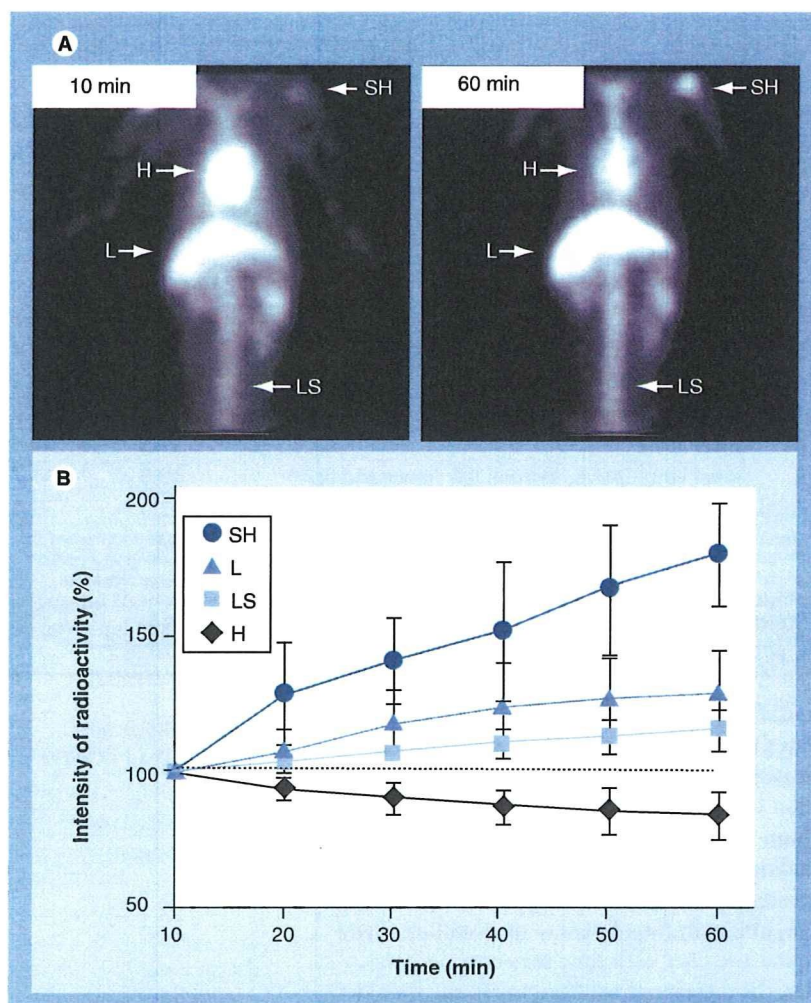 A
10 min
SH
H
L
LS
60 min
SH
H
L
LS
B
200
150
100
50
Intensity of radioactivity (%)
SH
L
LS
H
10 20 30 40 50 60
Time (min)